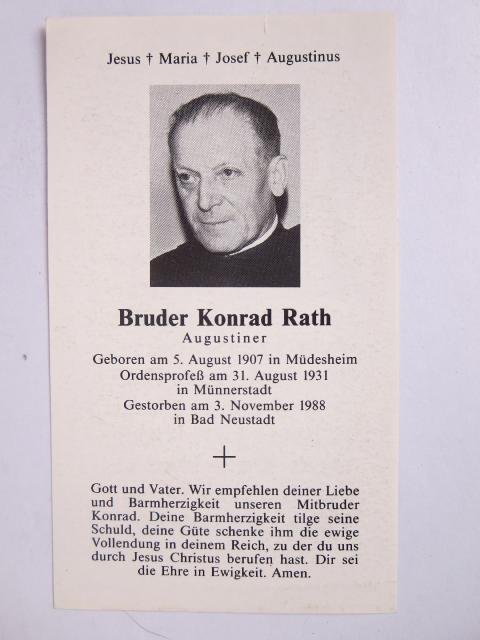 Jesus † Maria † Josef † Augustinus
Bruder Konrad Rath
Augustiner
Geboren am 5. August 1907 in Müdesheim
Ordensprofeß am 31. August 1931
in Münnerstadt
Gestorben am 3. November 1988
in Bad Neustadt
Gott und Vater. Wir empfehlen deiner Liebe
und Barmherzigkeit unseren Mitbruder
Konrad. Deine Barmherzigkeit tilge seine
Schuld, deine Güte schenke ihm die ewige
Vollendung in deinem Reich, zu der du uns
durch Jesus Christus berufen hast. Dir sei
die Ehre in Ewigkeit. Amen.